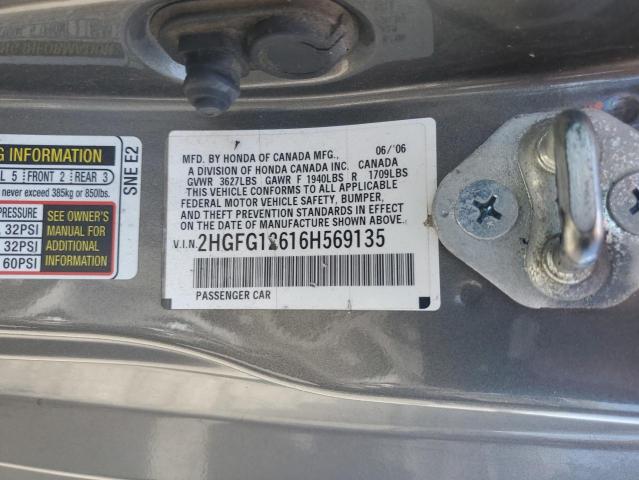 G INFORMATION
L 5 FRONT 2 REAR 3
never exceed 385kg or 850lbs.
PRESSURE
32PSI
32PSI
60PSI
SEE OWNER'S
MANUAL FOR
ADDITIONAL
INFORMATION
SNE E2
06/'06
MFD. BY HONDA OF CANADA MFG.,
A DIVISION OF HONDA CANADA INC. CANADA
GVWR 3627LBS GAWR F 1940LBS R 1709LBS
THIS VEHICLE CONFORMS TO ALL APPLICABLE
FEDERAL MOTOR VEHICLE SAFETY, BUMPER,
AND THEFT PREVENTION STANDARDS IN EFFECT
ON THE DATE OF MANUFACTURE SHOWN ABOVE.
V.I.N. 2HGFG12616H569135
PASSENGER CAR